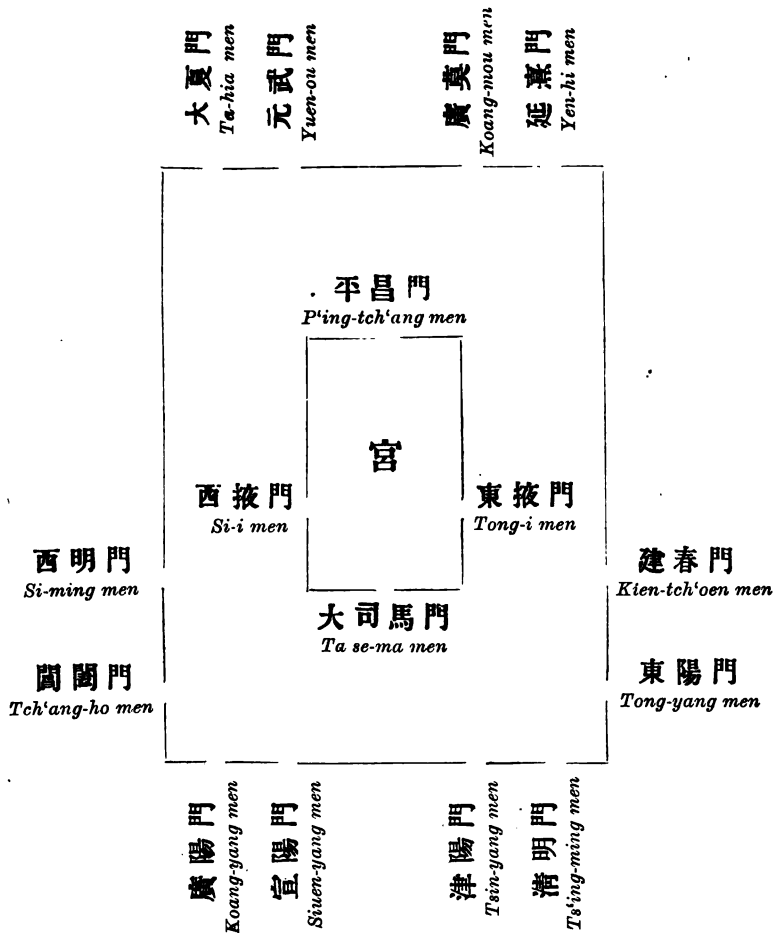 大夏門
Ta-hia men
元武門
Yuen-ou men
廣莫門
Koang-mou men
延熹門
Yen-hi men
平昌門
P‘ing-tch‘ang men
宮
西掖門
Si-i men
東掖門
Tong-i men
西明門
Si-ming men
建春門
Kien-tch‘oen men
大司馬門
Ta se-ma men
閶闔門
Tch‘ang-ho men
東陽門
Tong-yang men
廣陽門
Koang-yang men
宣陽門
Siuen-yang men
津陽門
Tsin-yang men
淸明門
Ts‘ing-ming men